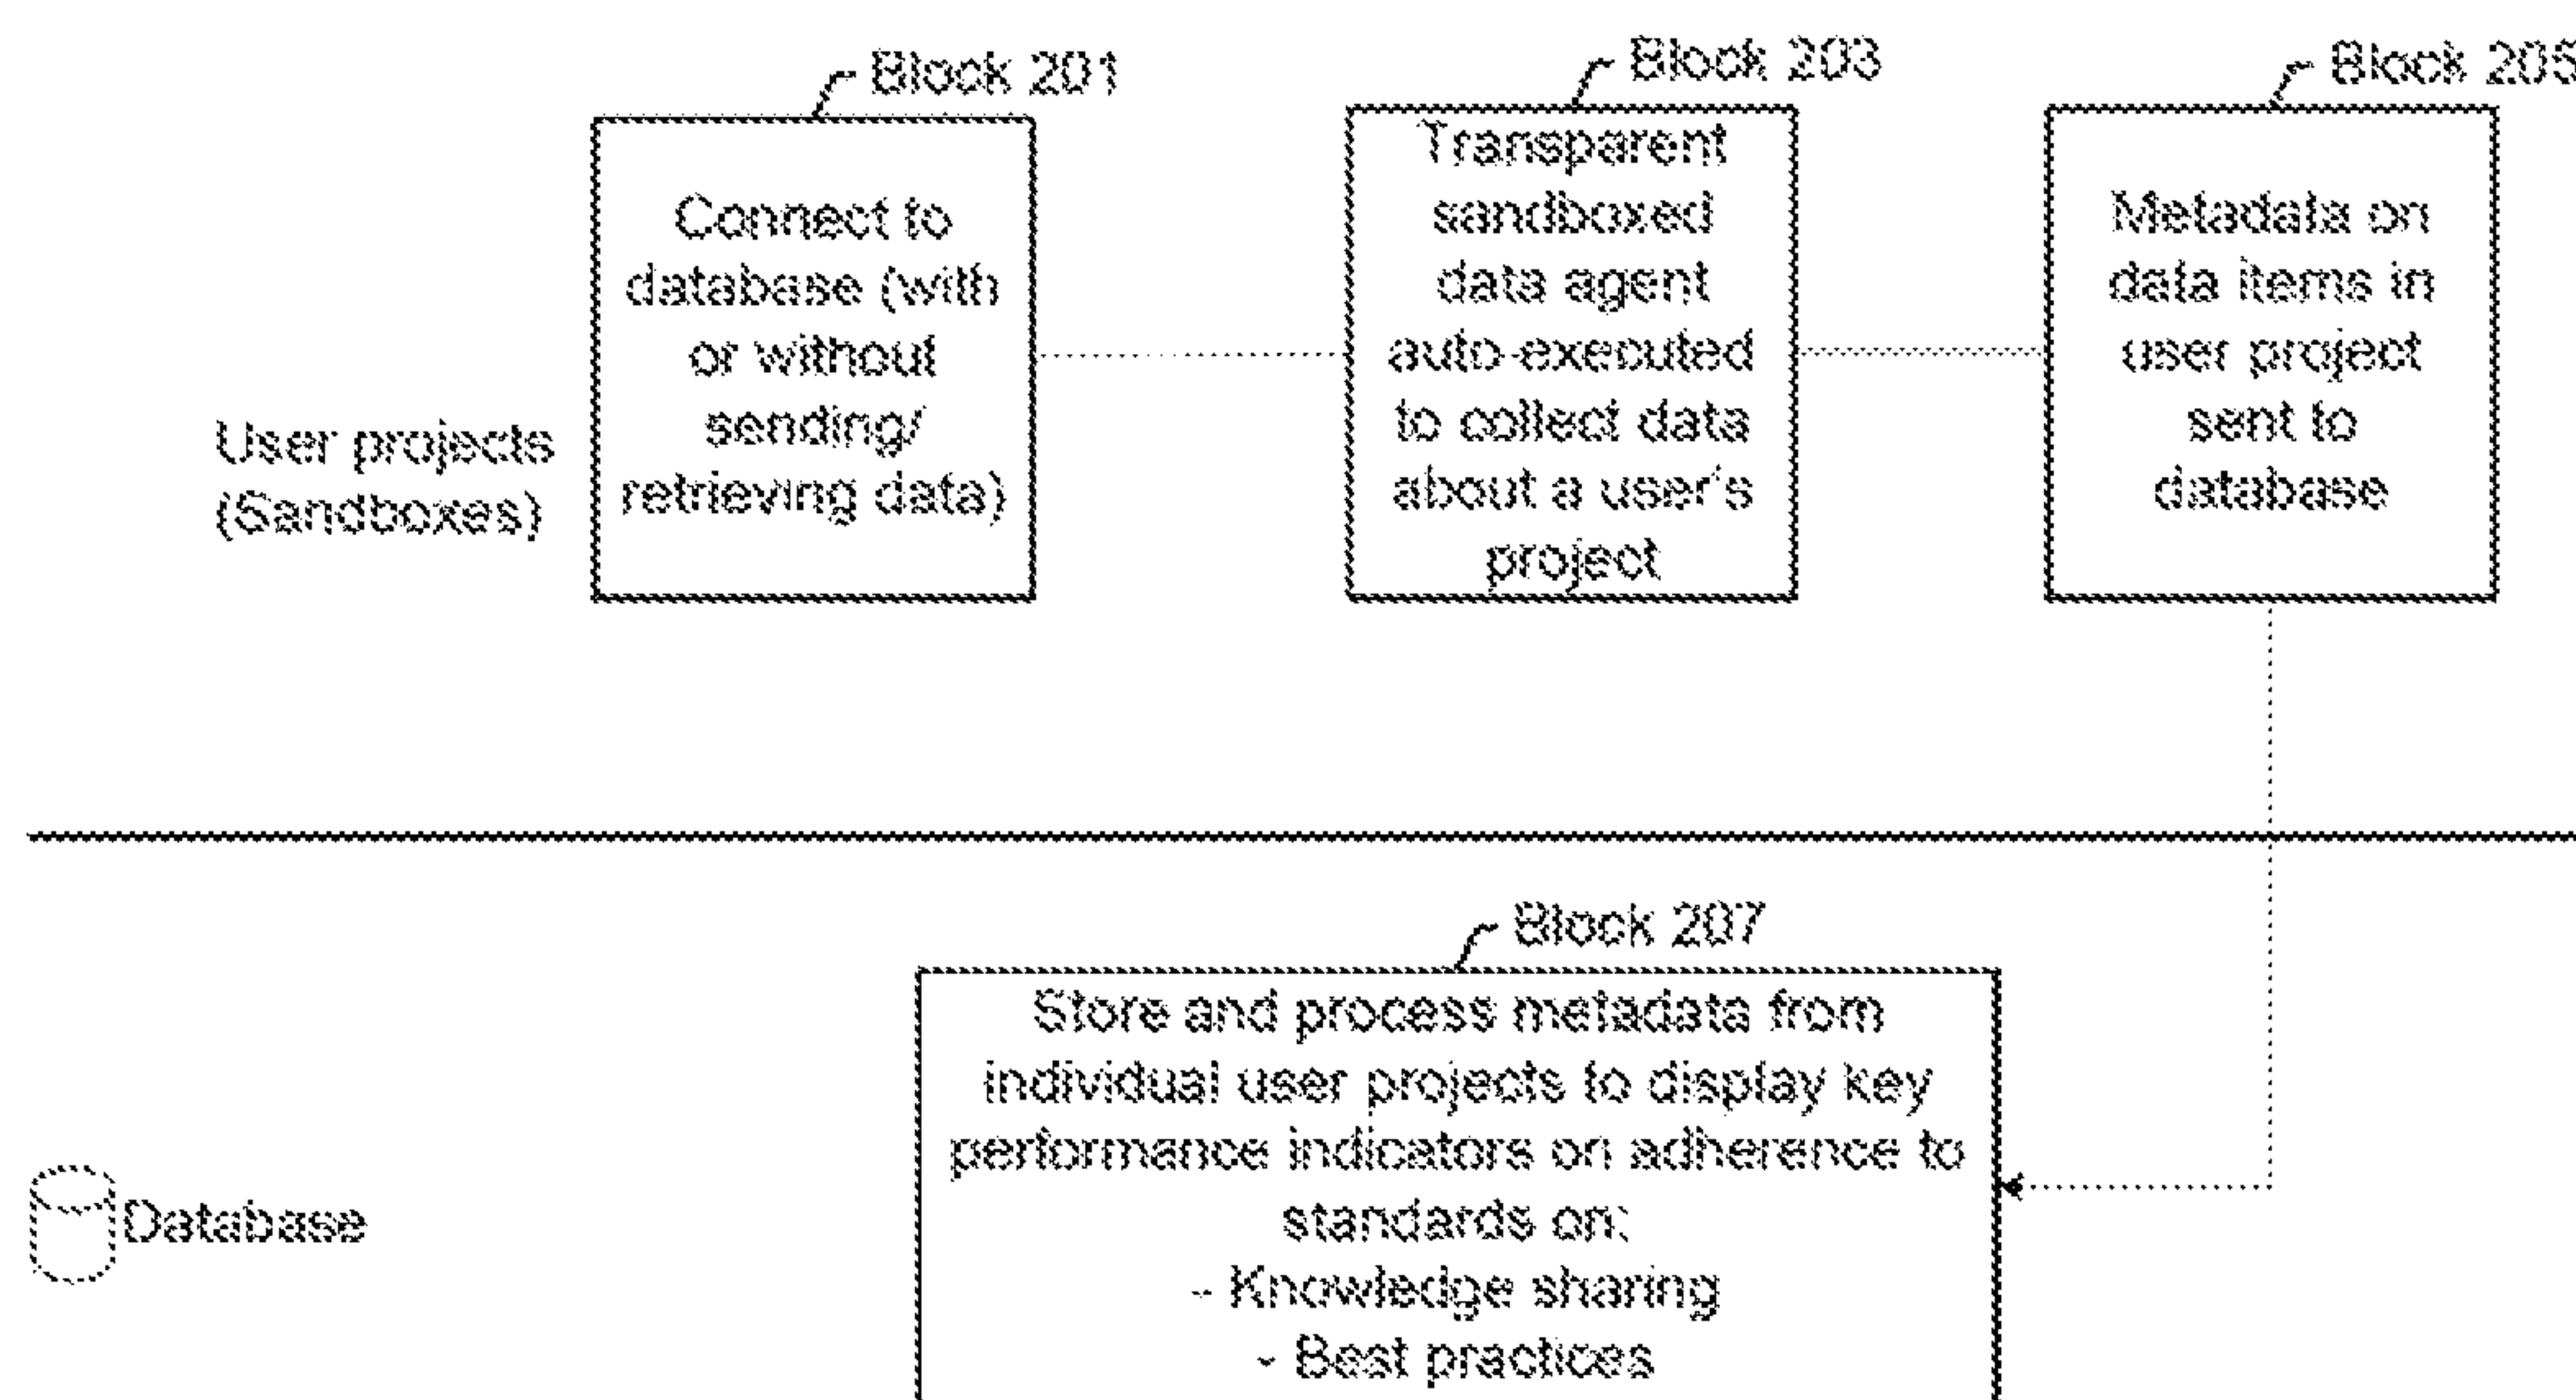 Block 201
Connect to
database (with
or without
sending/
retrieving data)
Block 203
Transparent
sandboxed
data agent
auto-executed
to collect data
about a user's
project
Block 205
Metadata on
data items in
user project
sent to
database
User projects
(Sandboxes)
Block 207
Store and process metadata from
individual user projects to display key
performance indicators on adherence to
standards on:
- Knowledge sharing
- Best practices
Database